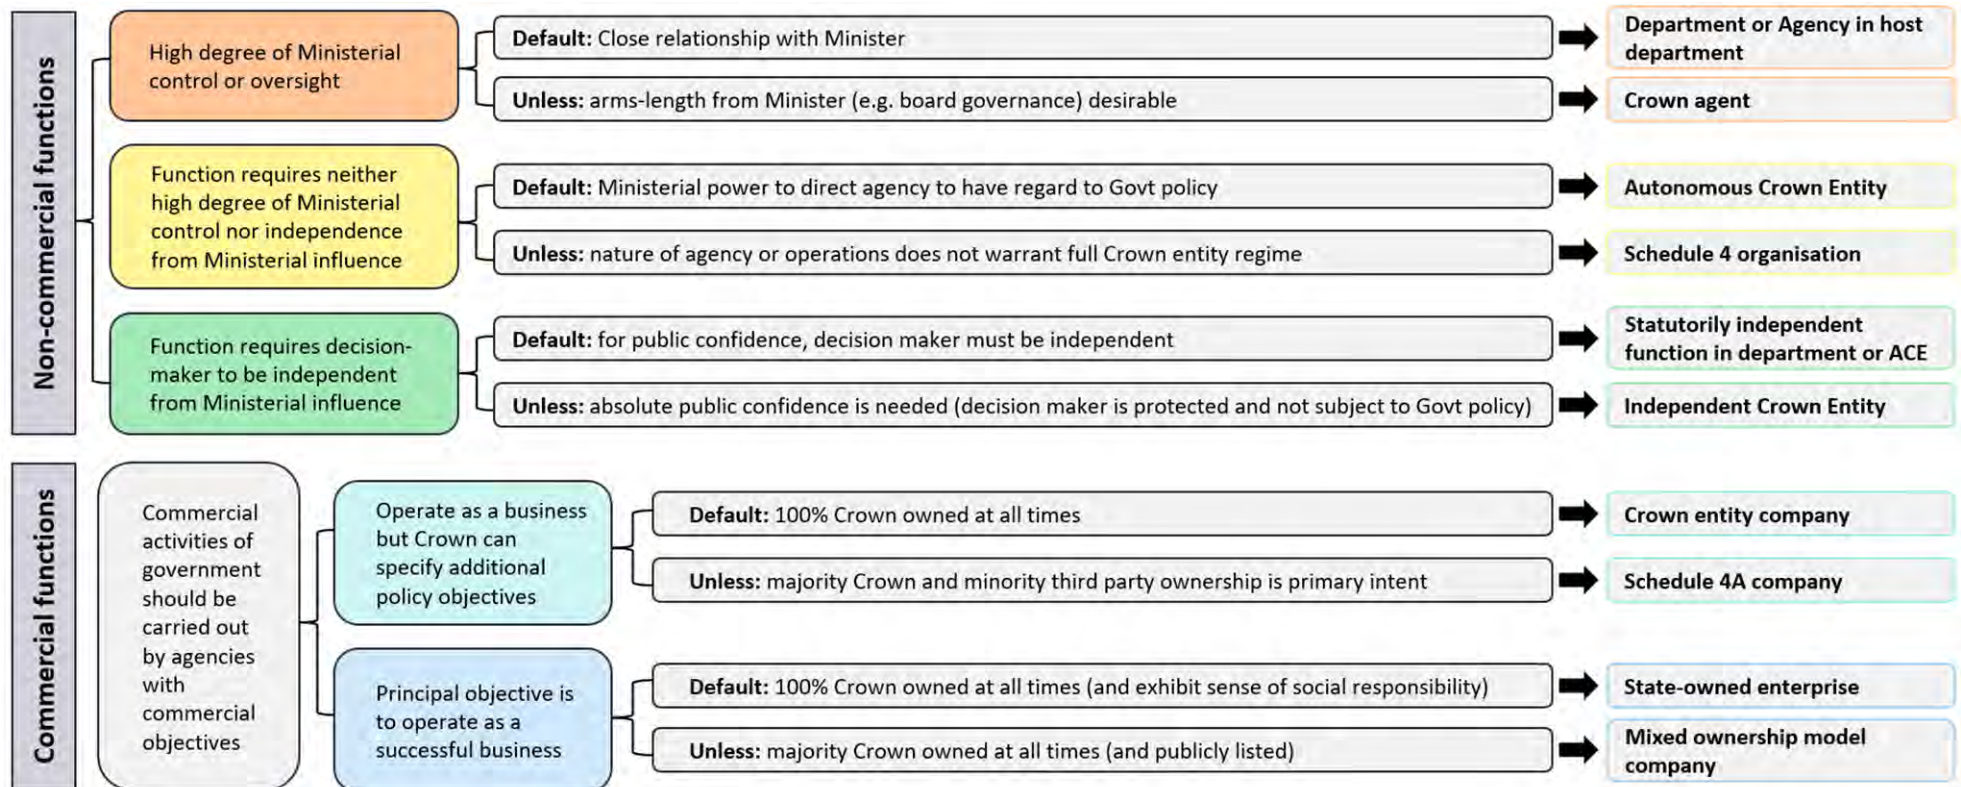 Non-commercial functions
High degree of Ministerial
control or oversight
Default: Close relationship with Minister
Department or Agency in host
department
Unless: arms-length from Minister (e.g. board governance) desirable
Crown agent
Function requires neither
high degree of Ministerial
control nor independence
from Ministerial influence
Default: Ministerial power to direct agency to have regard to Govt policy
Autonomous Crown Entity
Unless: nature of agency or operations does not warrant full Crown entity regime
Schedule 4 organisation
Function requires decision-
maker to be independent
from Ministerial influence
Default: for public confidence, decision maker must be independent
Statutorily independent
function in department or ACE
Unless: absolute public confidence is needed (decision maker is protected and not subject to Govt policy)
Independent Crown Entity
Commercial functions
Commercial
activities of
government
should be
carried out
by agencies
with
commercial
objectives
Operate as a business
but Crown can
specify additional
policy objectives
Default: 100% Crown owned at all times
Crown entity company
Unless: majority Crown and minority third party ownership is primary intent
Schedule 4A company
Principal objective is
to operate as a
successful business
Default: 100% Crown owned at all times (and exhibit sense of social responsibility)
State-owned enterprise
Unless: majority Crown owned at all times (and publicly listed)
Mixed ownership model
company